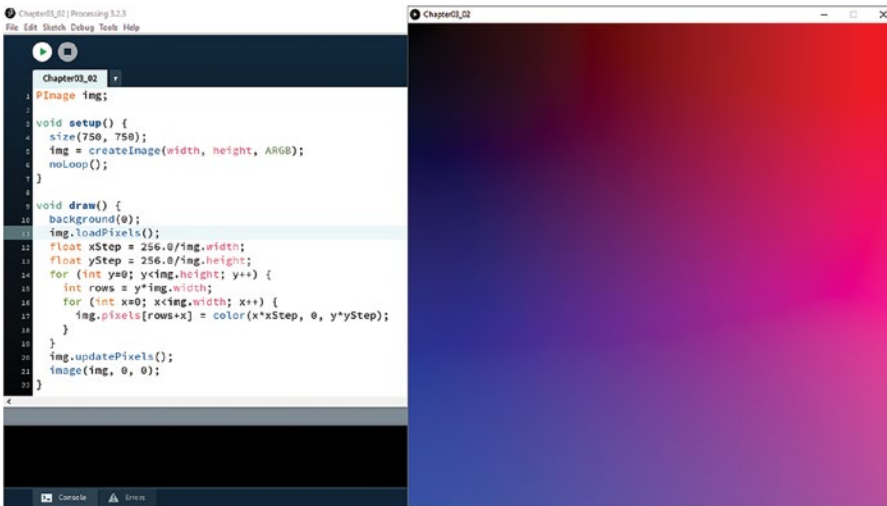 Chapter03_02 | Processing 3.2.3
File Edit Sketch Debug Tools Help
Chapter03_02
1 PImage img;
2
3 void setup() {
4 size(750, 750);
5 img = createImage(width, height, ARGB);
6 noLoop();
7 }
8
9 void draw() {
10 background(0);
11 img.loadPixels();
12 float xStep = 256.0/img.width;
13 float yStep = 256.0/img.height;
14 for (int y=0; y<img.height; y++) {
15 int rows = y*img.width;
16 for (int x=0; x<img.width; x++) {
17 img.pixels[rows+x] = color(x*xStep, 0, y*yStep);
18 }
19 }
20 img.updatePixels();
21 image(img, 0, 0);
22 }
Console Errors
Chapter03_02